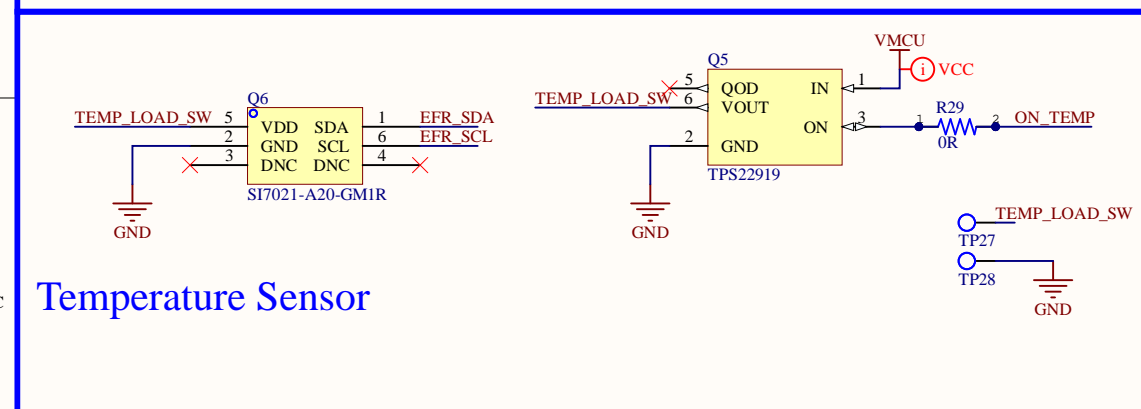 VMCU
i VCC
Q5
5 QOD IN 1
TEMP_LOAD_SW 6 VOUT
ON 3
R29
1 2 ON_TEMP
0R
2 GND
TPS22919
GND
Q6
TEMP_LOAD_SW 5 VDD SDA 1 EFR_SDA
2 GND SCL 6 EFR_SCL
3 DNC DNC 4
SI7021-A20-GM1R
GND
TEMP_LOAD_SW
TP27
TP28
GND
Temperature Sensor
C